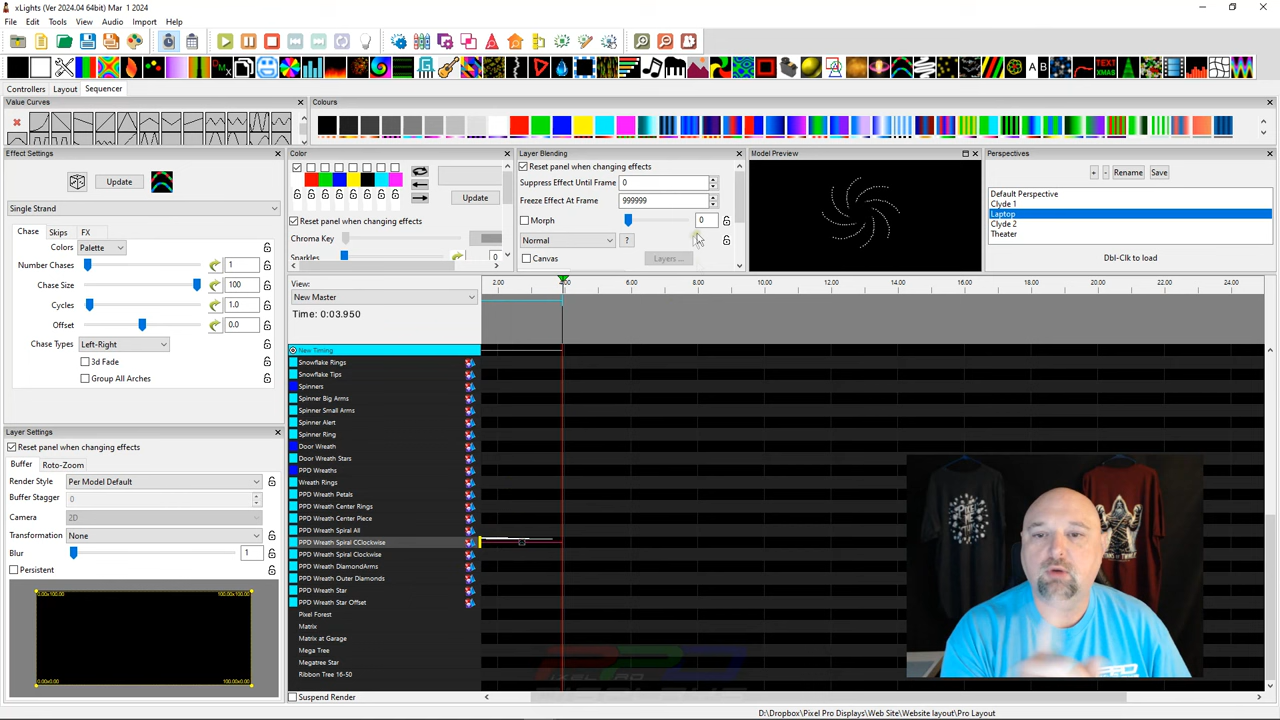 xLights (Ver 2024.04 64bit) Mar 1 2024
File Edit Tools View Audio Import Help
Controllers Layout Sequencer
Value Curves
Colours
Effect Settings
Color
Layer Blending
Model Preview
Perspectives
Update
Single Strand
Chase Skips FX
Colors Palette
Number Chases 1
Chase Size 100
Cycles 1.0
Offset 0.0
Chase Types Left-Right
3d Fade
Group All Arches
Update
Reset panel when changing effects
Chroma Key
Sparkles 0
Reset panel when changing effects
Suppress Effect Until Frame 0
Freeze Effect At Frame 999999
Morph 0
Normal ?
Canvas Layers ...
+ - Rename Save
Default Perspective
Clyde 1
Laptop
Clyde 2
Theater
Dbl-Clk to load
Layer Settings
Reset panel when changing effects
Buffer Roto-Zoom
Render Style Per Model Default
Buffer Stagger 0
Camera 2D
Transformation None
Blur 1
Persistent
View:
New Master
Time: 0:03.950
2.00 4.00 6.00 8.00 10.00 12.00 14.00 16.00 18.00 20.00 22.00 24.00
New Timing
Snowflake Rings
Snowflake Tips
Spinners
Spinner Big Arms
Spinner Small Arms
Spinner Alert
Spinner Ring
Door Wreath
Door Wreath Stars
PPD Wreaths
Wreath Rings
PPD Wreath Petals
PPD Wreath Center Rings
PPD Wreath Center Piece
PPD Wreath Spiral All
PPD Wreath Spiral CClockwise
PPD Wreath Spiral Clockwise
PPD Wreath DiamondArms
PPD Wreath Outer Diamonds
PPD Wreath Star
PPD Wreath Star Offset
Pixel Forest
Matrix
Matrix at Garage
Mega Tree
Megatree Star
Ribbon Tree 16-50
Suspend Render
D:\Dropbox\Pixel Pro Displays\Web Site\Website layout\Pro Layout